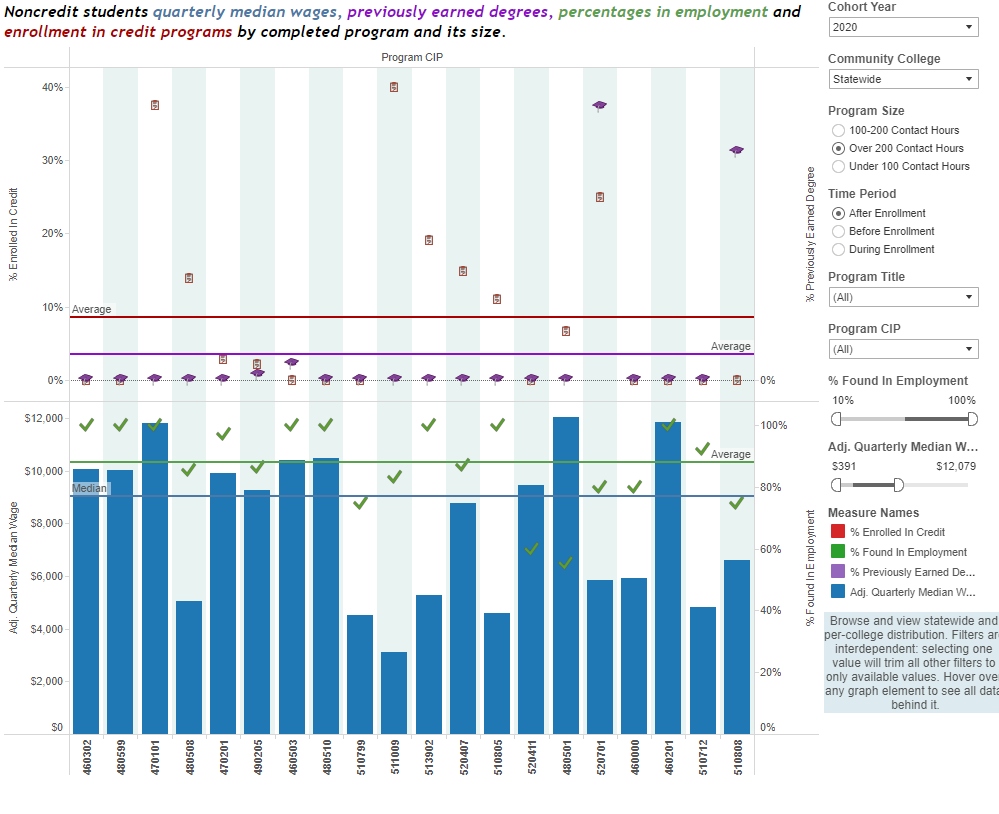 Noncredit students quarterly median wages, previously earned degrees, percentages in employment and
enrollment in credit programs by completed program and its size.
Program CIP
40%
30%
20%
10%
0%
% Enrolled In Credit
Average
Average
0%
% Previously Earned Degree
$12,000
$10,000
$8,000
$6,000
$4,000
$2,000
$0
Adj. Quarterly Median Wage
Median
Average
100%
80%
60%
40%
20%
0%
% Found In Employment
460302
480599
470101
480508
470201
490205
460503
480510
510799
511009
513902
520407
510805
520411
480501
520701
460000
460201
510712
510808
Cohort Year
2020
Community College
Statewide
Program Size
100-200 Contact Hours
Over 200 Contact Hours
Under 100 Contact Hours
Time Period
After Enrollment
Before Enrollment
During Enrollment
Program Title
(All)
Program CIP
(All)
% Found In Employment
10% 100%
Adj. Quarterly Median W...
$391 $12,079
Measure Names
% Enrolled In Credit
% Found In Employment
% Previously Earned De...
Adj. Quarterly Median W...
Browse and view statewide and
per-college distribution. Filters are
interdependent: selecting one
value will trim all other filters to
only available values. Hover over
any graph element to see all data
behind it.